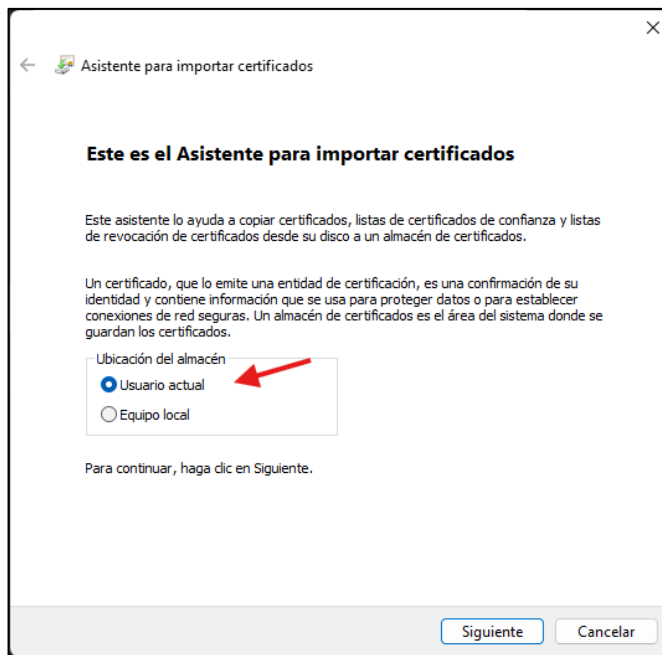 Asistente para importar certificados
Este es el Asistente para importar certificados
Este asistente lo ayuda a copiar certificados, listas de certificados de confianza y listas
de revocación de certificados desde su disco a un almacén de certificados.
Un certificado, que lo emite una entidad de certificación, es una confirmación de su
identidad y contiene información que se usa para proteger datos o para establecer
conexiones de red seguras. Un almacén de certificados es el área del sistema donde se
guardan los certificados.
Ubicación del almacén
Usuario actual
Equipo local
Para continuar, haga clic en Siguiente.
Siguiente
Cancelar